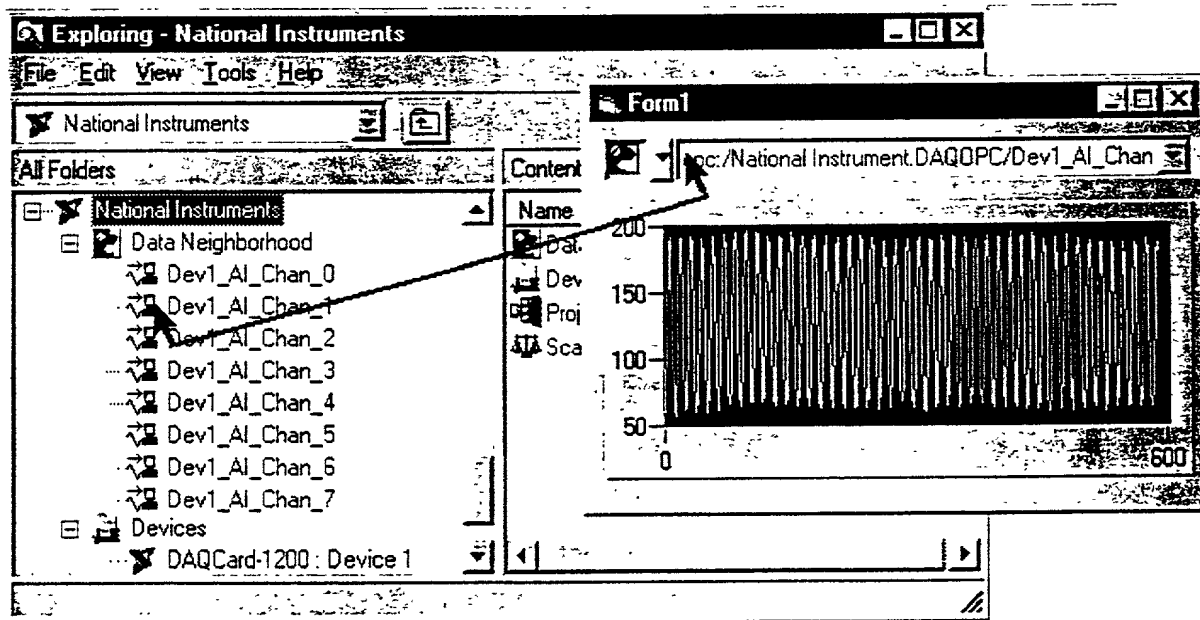 Exploring - National Instruments
File Edit View Tools Help
National Instruments
All Folders
National Instruments
Data Neighborhood
Dev1_AI_Chan_0
Dev1_AI_Chan_1
Dev1_AI_Chan_2
Dev1_AI_Chan_3
Dev1_AI_Chan_4
Dev1_AI_Chan_5
Dev1_AI_Chan_6
Dev1_AI_Chan_7
Devices
DAQCard-1200 : Device 1
Content
Name
Data
Dev
Proj
Sca
Form1
opc:/National Instrument.DAQOPC/Dev1_AI_Chan
200
150
100
50
0
600